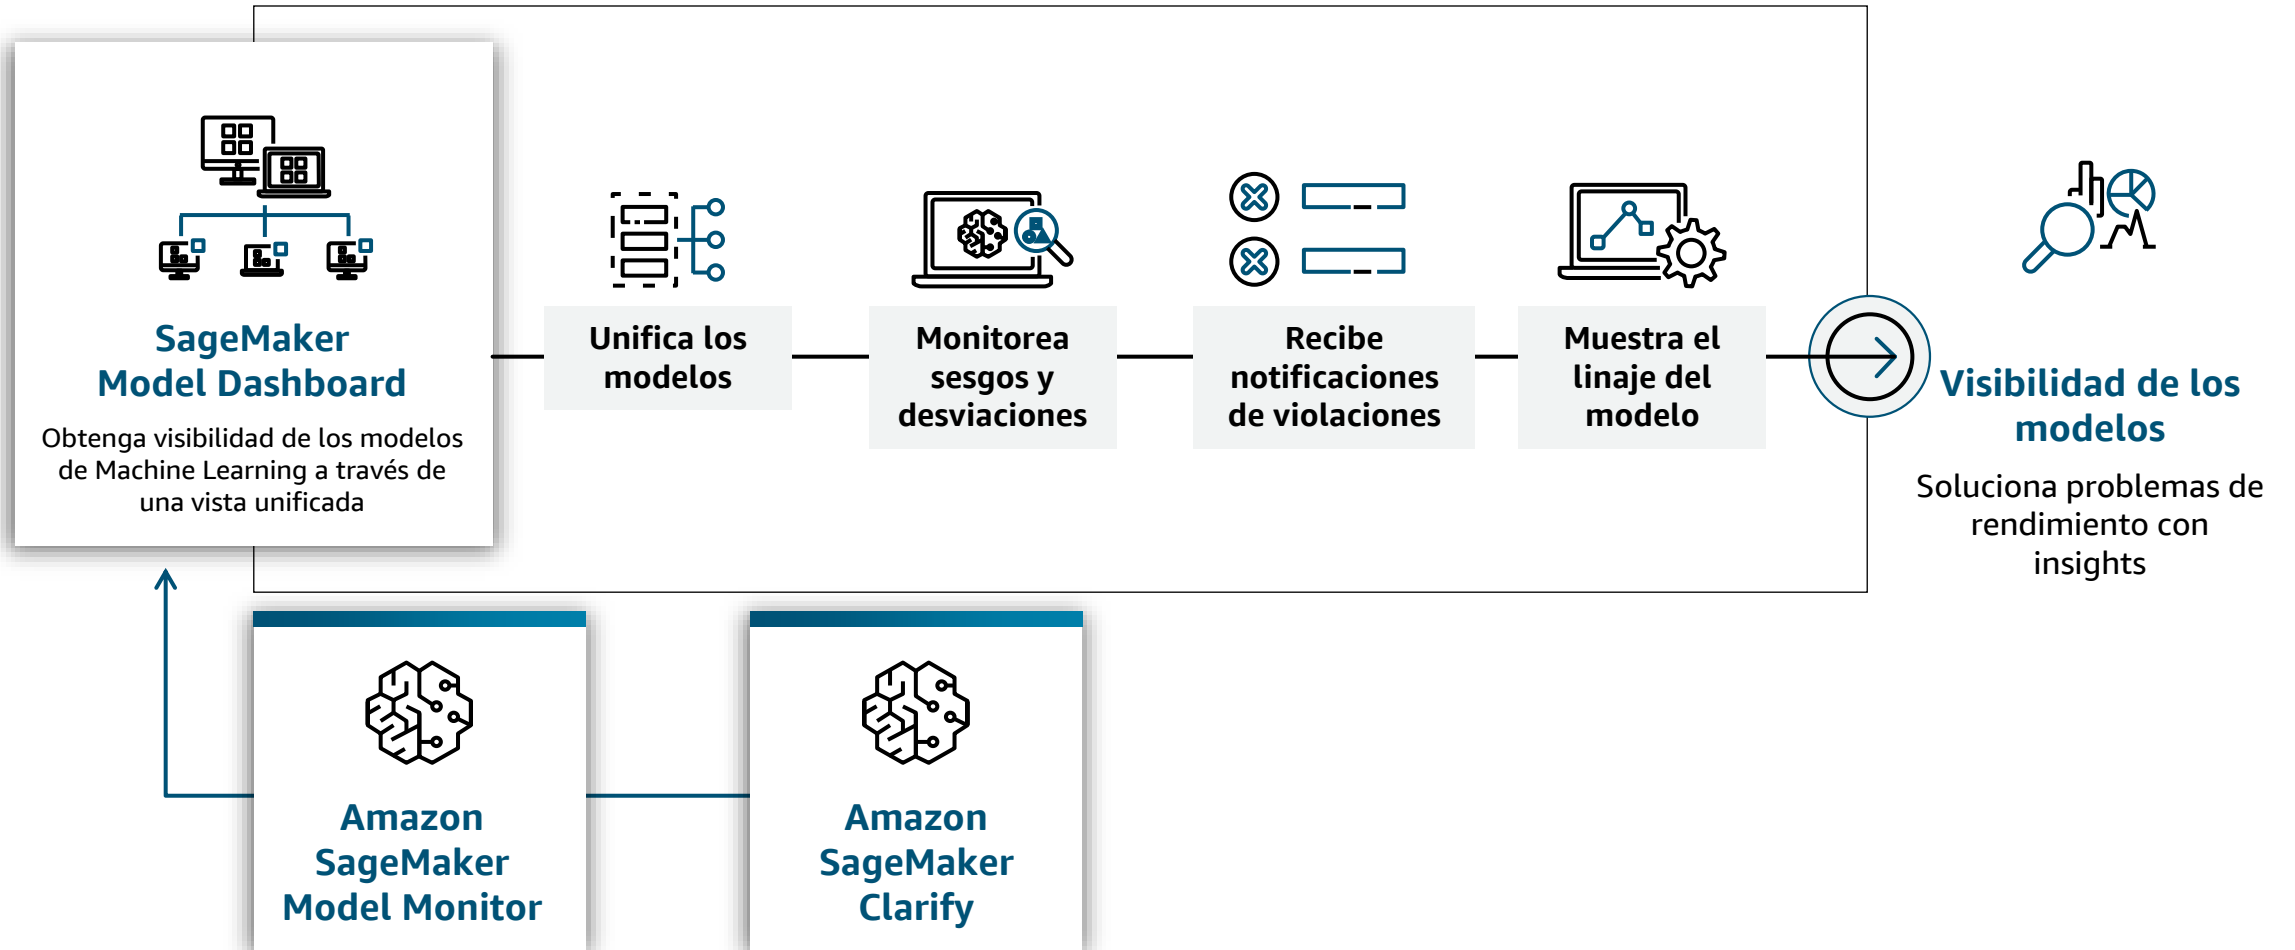 SageMaker
Model Dashboard
Obtenga visibilidad de los modelos
de Machine Learning a través de
una vista unificada
Unifica los
modelos
Monitorea
sesgos y
desviaciones
Recibe
notificaciones
de violaciones
Muestra el
linaje del
modelo
Visibilidad de los
modelos
Soluciona problemas de
rendimiento con
insights
Amazon
SageMaker
Model Monitor
Amazon
SageMaker
Clarify